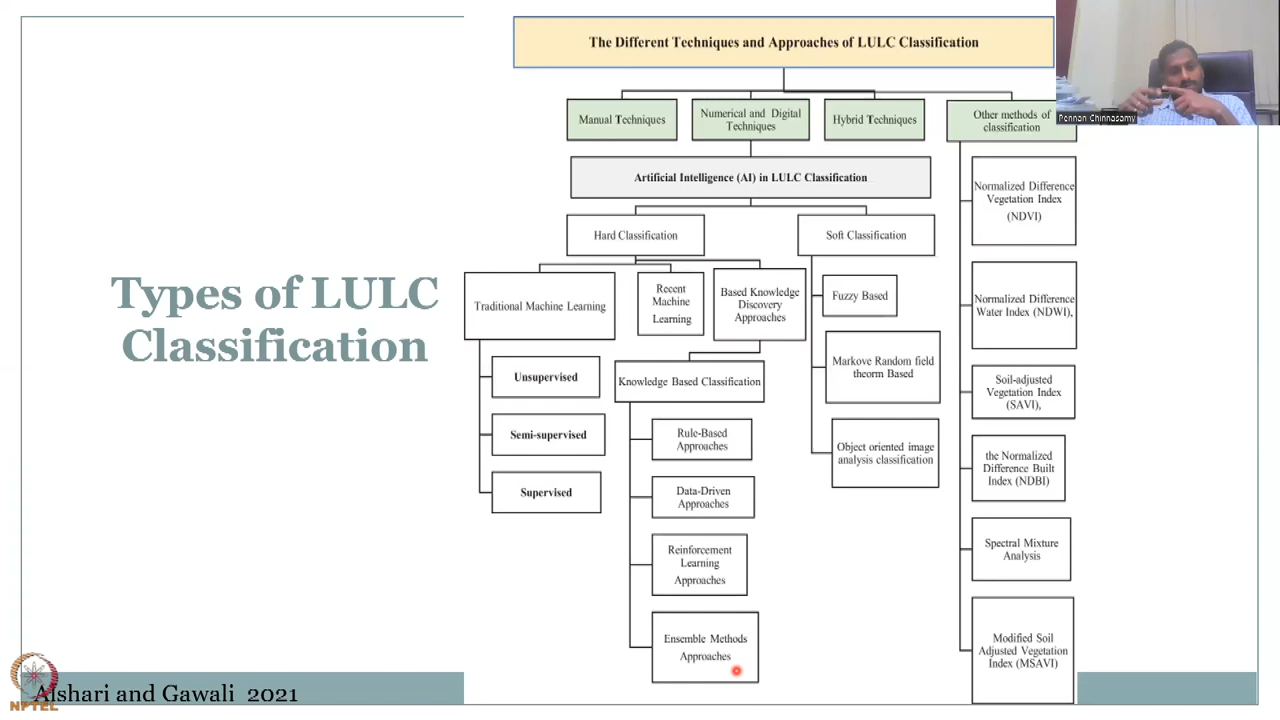 The Different Techniques and Approaches of LULC Classification
Pennan Chinnasamy
Manual Techniques
Numerical and Digital
Techniques
Hybrid Techniques
Other methods of
classification
Artificial Intelligence (AI) in LULC Classification
Hard Classification
Soft Classification
Traditional Machine Learning
Recent
Machine
Learning
Based Knowledge
Discovery
Approaches
Unsupervised
Semi-supervised
Supervised
Knowledge Based Classification
Rule-Based
Approaches
Data-Driven
Approaches
Reinforcement
Learning
Approaches
Ensemble Methods
Approaches
Fuzzy Based
Markove Random field
theorm Based
Object oriented image
analysis classification
Normalized Difference
Vegetation Index
(NDVI)
Normalized Difference
Water Index (NDWI),
Soil-adjusted
Vegetation Index
(SAVI),
the Normalized
Difference Built
Index (NDBI)
Spectral Mixture
Analysis
Modified Soil
Adjusted Vegetation
Index (MSAVI)
Types of LULC
Classification
Alshari and Gawali 2021
NPTEL